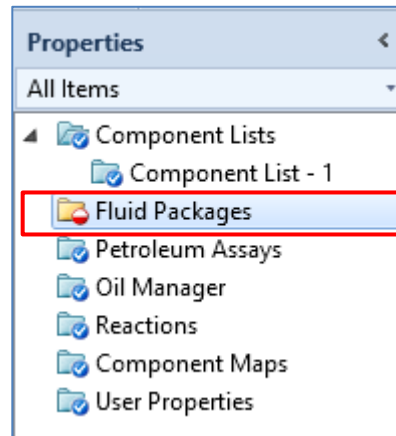 Properties
All Items
Component Lists
Component List - 1
Fluid Packages
Petroleum Assays
Oil Manager
Reactions
Component Maps
User Properties